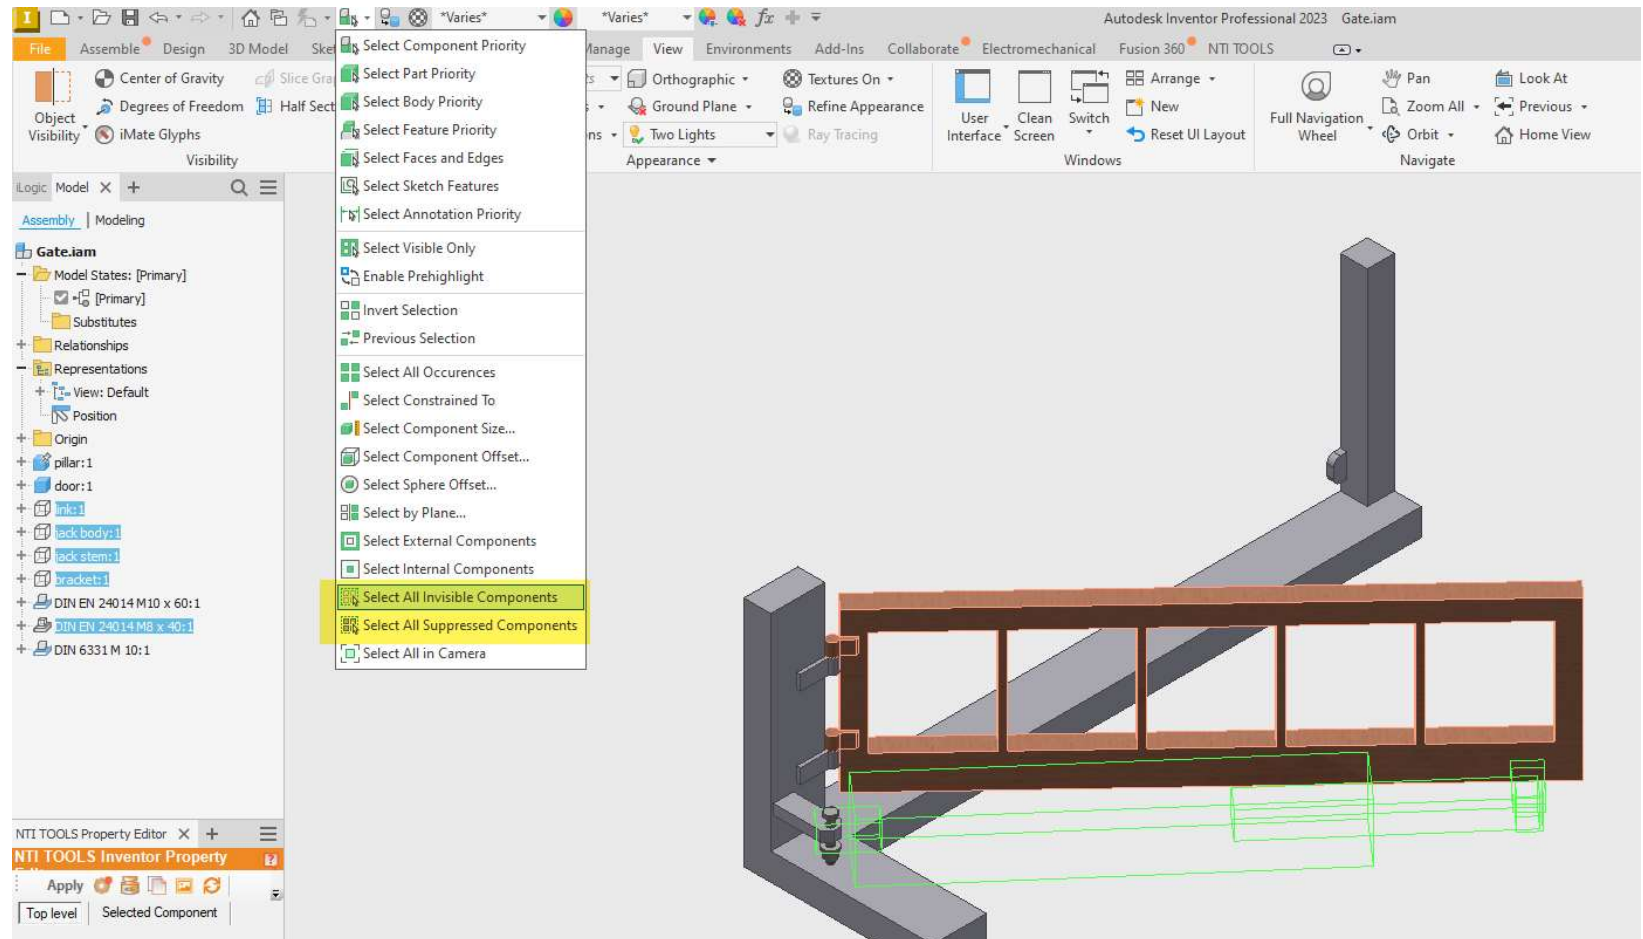 *Varies*
*Varies*
fx
Autodesk Inventor Professional 2023 Gate.iam
File Assemble Design 3D Model Sket Manage View Environments Add-Ins Collaborate Electromechanical Fusion 360 NTI TOOLS
Object
Visibility
Center of Gravity
Degrees of Freedom
iMate Glyphs
Slice Gra
Half Sect
Visibility
Orthographic
Ground Plane
Two Lights
Textures On
Refine Appearance
Ray Tracing
Appearance
User
Interface
Clean
Screen
Switch
Arrange
New
Reset UI Layout
Windows
Full Navigation
Wheel
Pan
Zoom All
Orbit
Look At
Previous
Home View
Navigate
Select Component Priority
Select Part Priority
Select Body Priority
Select Feature Priority
Select Faces and Edges
Select Sketch Features
Select Annotation Priority
Select Visible Only
Enable Prehighlight
Invert Selection
Previous Selection
Select All Occurences
Select Constrained To
Select Component Size...
Select Component Offset...
Select Sphere Offset...
Select by Plane...
Select External Components
Select Internal Components
Select All Invisible Components
Select All Suppressed Components
Select All in Camera
iLogic Model
Assembly | Modeling
Gate.iam
Model States: [Primary]
[Primary]
Substitutes
Relationships
Representations
View: Default
Position
Origin
pillar:1
door:1
link:1
jack body:1
jack stem:1
bracket:1
DIN EN 24014 M10 x 60:1
DIN EN 24014 M8 x 40:1
DIN 6331 M 10:1
NTI TOOLS Property Editor
NTI TOOLS Inventor Property
Apply
Top level Selected Component